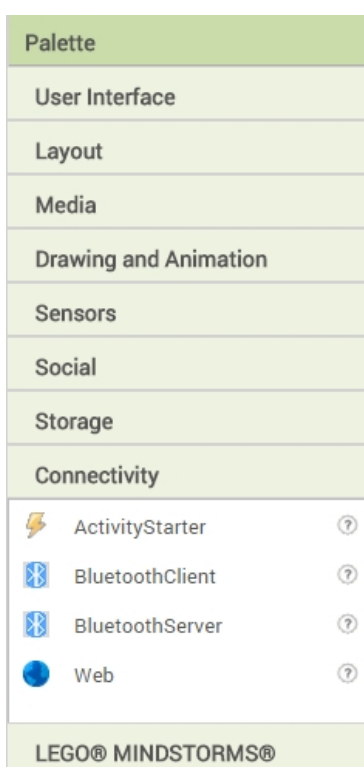 Palette
User Interface
Layout
Media
Drawing and Animation
Sensors
Social
Storage
Connectivity
ActivityStarter ?
BluetoothClient ?
BluetoothServer ?
Web ?
LEGO® MINDSTORMS®